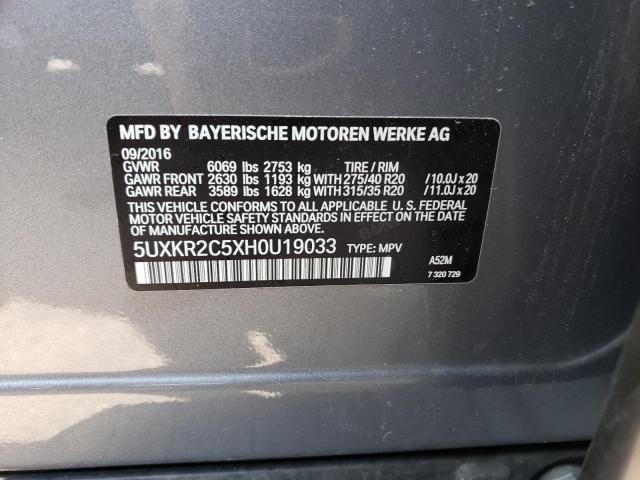 MFD BY BAYERISCHE MOTOREN WERKE AG
09/2016
GVWR 6069 lbs 2753 kg TIRE / RIM
GAWR FRONT 2630 lbs 1193 kg WITH 275/40 R20 /10.0J x 20
GAWR REAR 3589 lbs 1628 kg WITH 315/35 R20 /11.0J x 20
THIS VEHICLE CONFORMS TO ALL APPLICABLE U. S. FEDERAL
MOTOR VEHICLE SAFETY STANDARDS IN EFFECT ON THE DATE
OF MANUFACTURE SHOWN ABOVE.
5UXKR2C5XH0U19033 TYPE: MPV
A52M
7 320 729